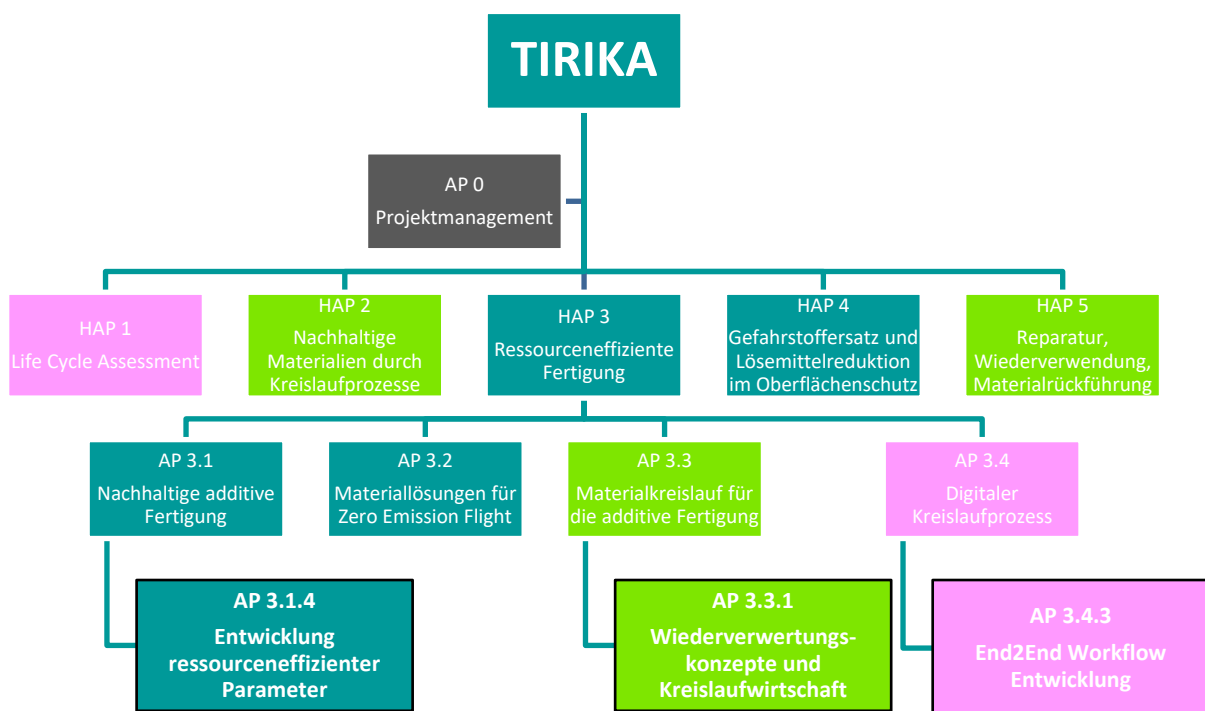 TIRIKA
AP 0
Projektmanagement
HAP 1
Life Cycle Assessment
HAP 2
Nachhaltige
Materialien durch
Kreislaufprozesse
HAP 3
Ressourceneffiziente
Fertigung
HAP 4
Gefahrstoffersatz und
Lösemittelreduktion
im Oberflächenschutz
HAP 5
Reparatur,
Wiederverwendung,
Materialrückführung
AP 3.1
Nachhaltige additive
Fertigung
AP 3.2
Materiallösungen für
Zero Emission Flight
AP 3.3
Materialkreislauf für
die additive Fertigung
AP 3.4
Digitaler
Kreislaufprozess
AP 3.1.4
Entwicklung
ressourceneffizienter
Parameter
AP 3.3.1
Wiederverwertungs-
konzepte und
Kreislaufwirtschaft
AP 3.4.3
End2End Workflow
Entwicklung